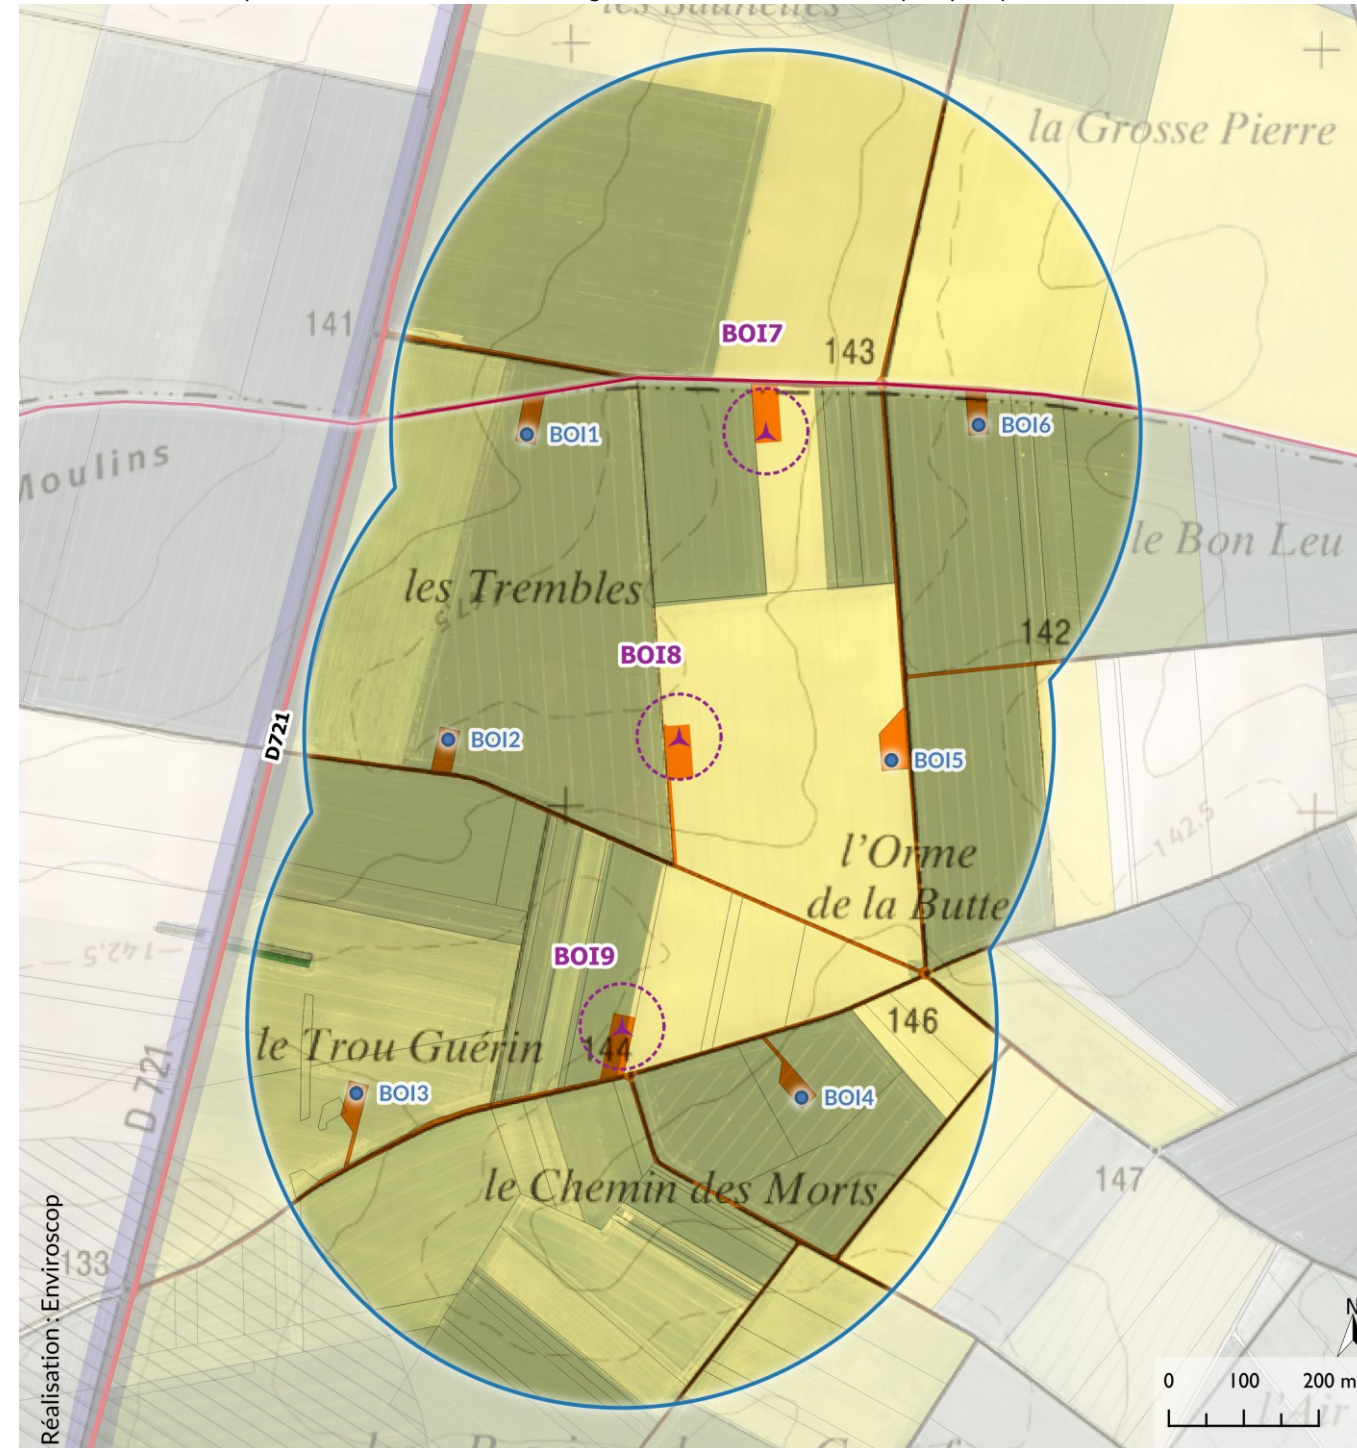 la Grosse Pierre
141
BOI7
143
BOI1
BOI6
Moulins
le Bon Leu
les Trembles
142
BOI8
D721
BOI2
BOI5
142.5
l'Orme
de la Butte
142,5
BOI9
146
le Trou Guérin
144
D 721
BOI3
BOI4
147
le Chemin des Morts
133
Réalisation : Enviroscop
N
0 100 200 m
l'Air